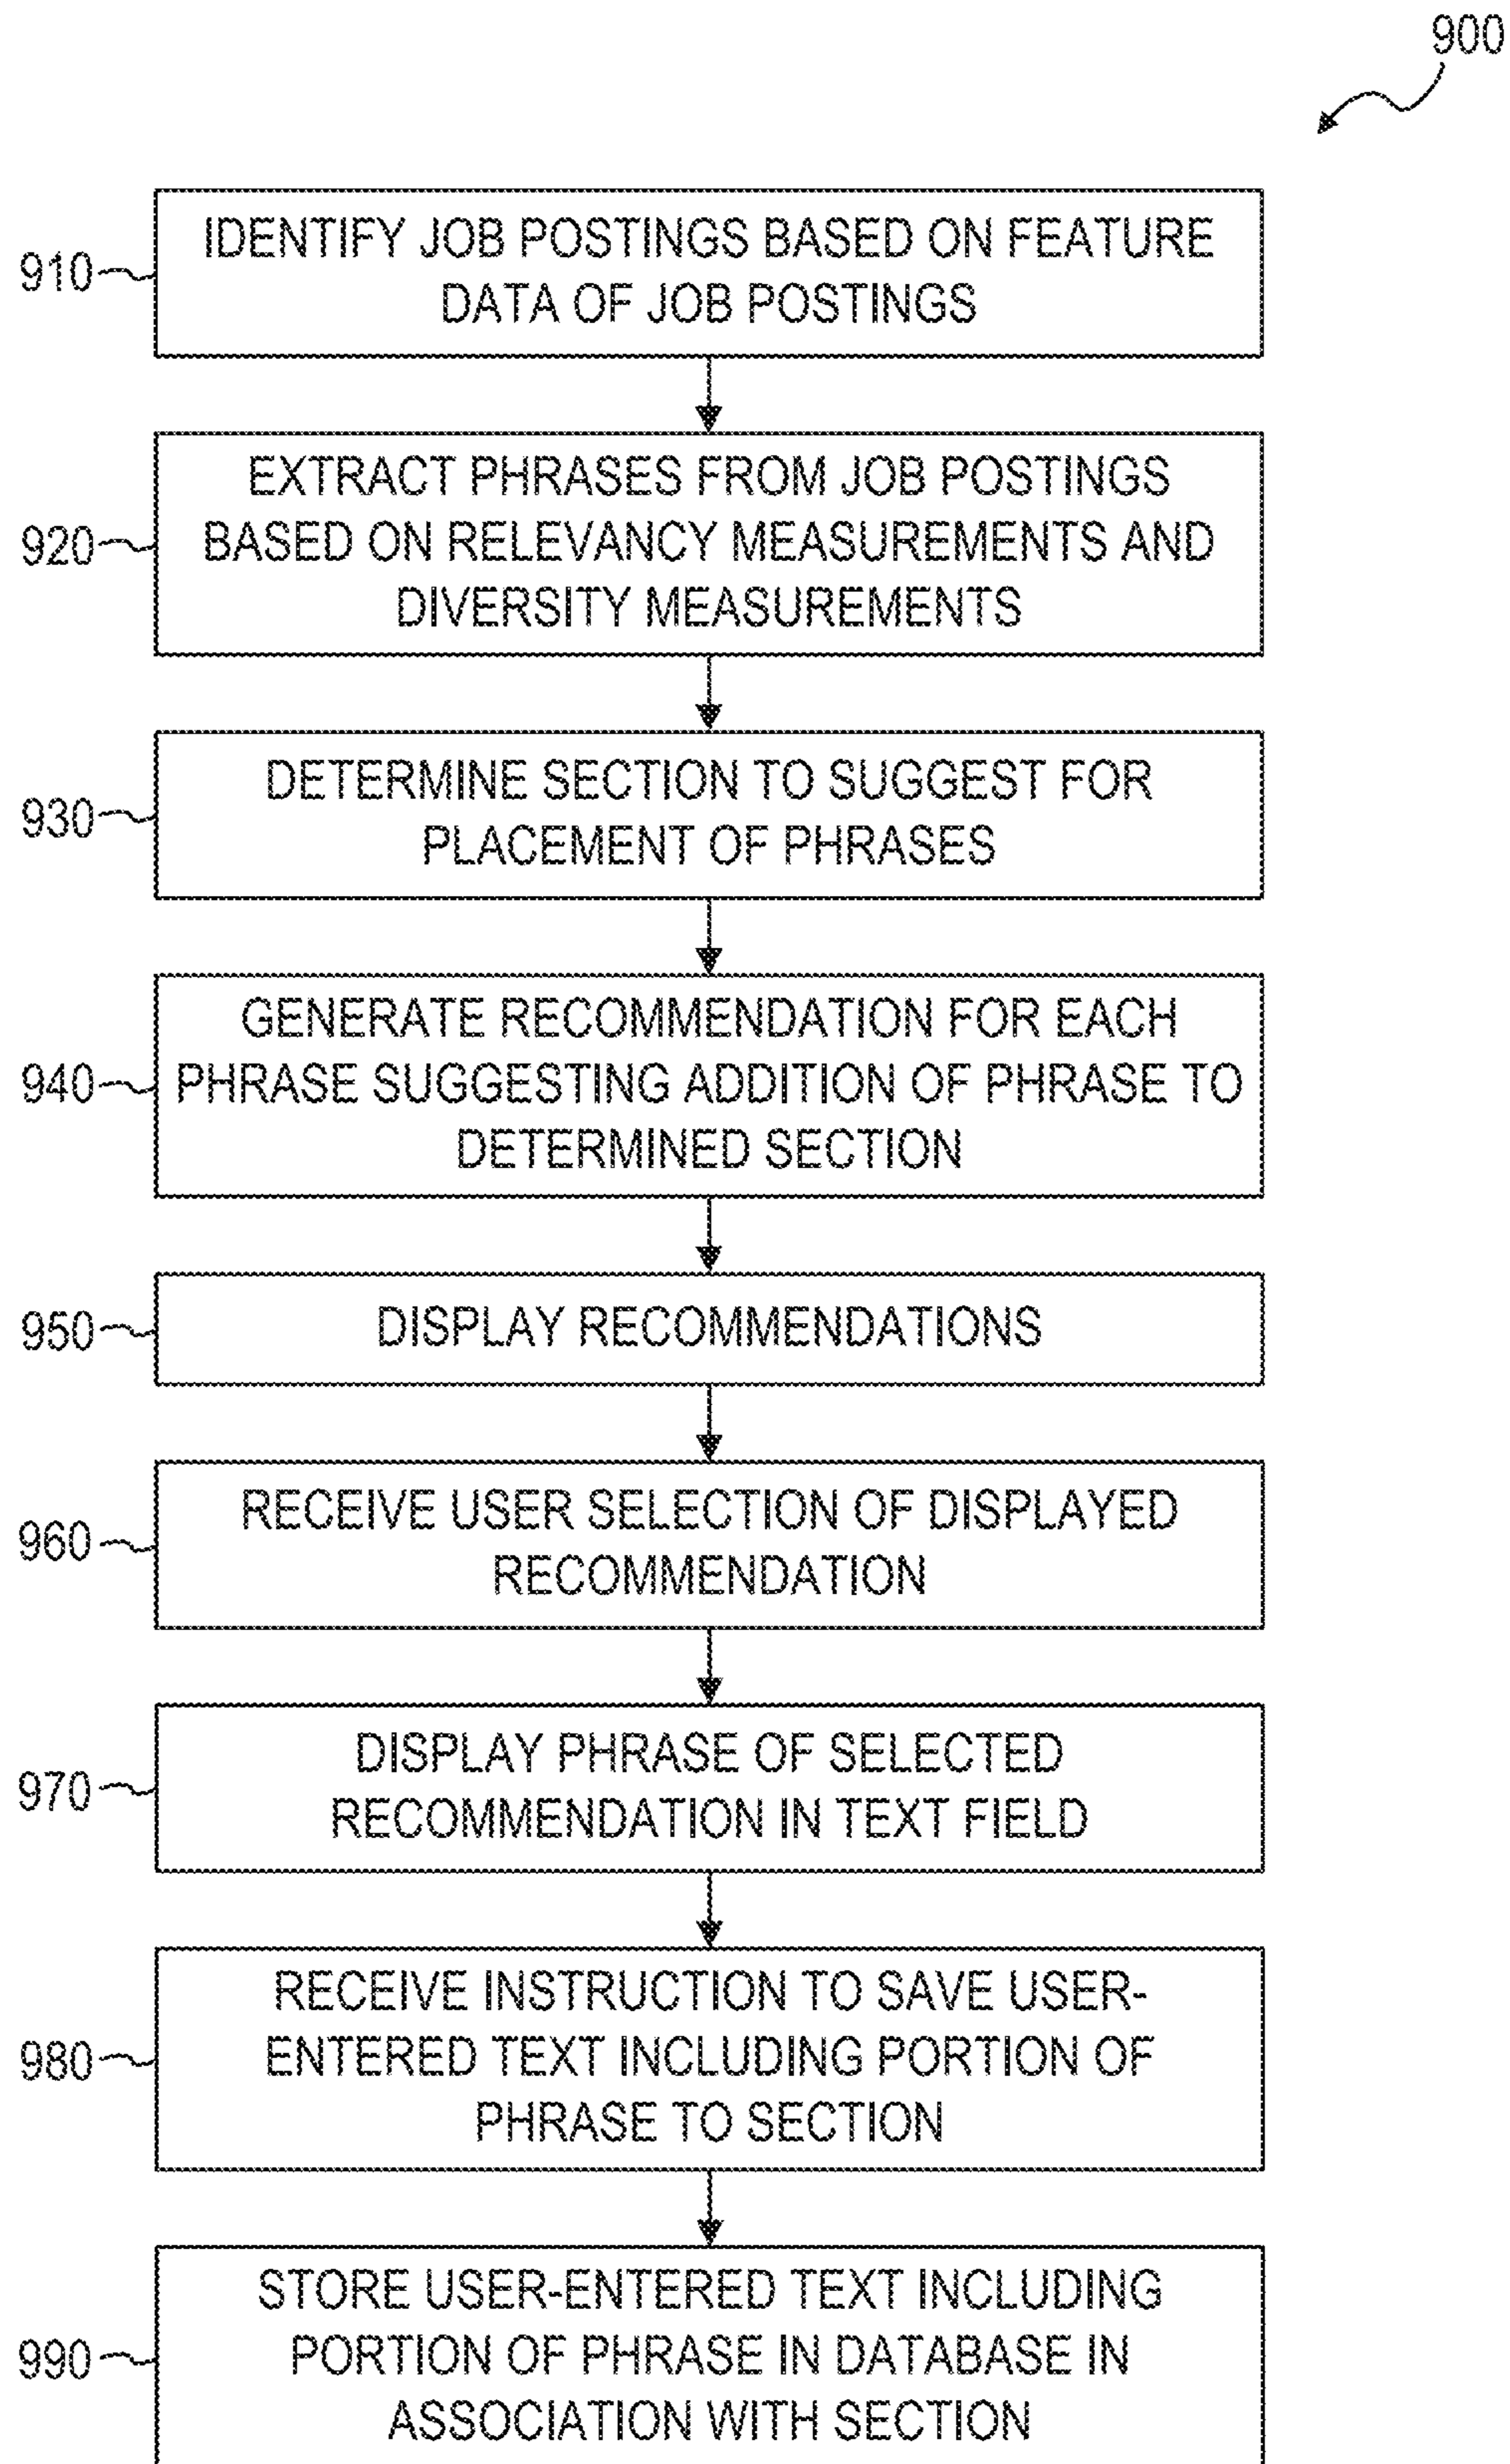 900
910
IDENTIFY JOB POSTINGS BASED ON FEATURE
DATA OF JOB POSTINGS
920
EXTRACT PHRASES FROM JOB POSTINGS
BASED ON RELEVANCY MEASUREMENTS AND
DIVERSITY MEASUREMENTS
930
DETERMINE SECTION TO SUGGEST FOR
PLACEMENT OF PHRASES
940
GENERATE RECOMMENDATION FOR EACH
PHRASE SUGGESTING ADDITION OF PHRASE TO
DETERMINED SECTION
950
DISPLAY RECOMMENDATIONS
960
RECEIVE USER SELECTION OF DISPLAYED
RECOMMENDATION
970
DISPLAY PHRASE OF SELECTED
RECOMMENDATION IN TEXT FIELD
980
RECEIVE INSTRUCTION TO SAVE USER-
ENTERED TEXT INCLUDING PORTION OF
PHRASE TO SECTION
990
STORE USER-ENTERED TEXT INCLUDING
PORTION OF PHRASE IN DATABASE IN
ASSOCIATION WITH SECTION